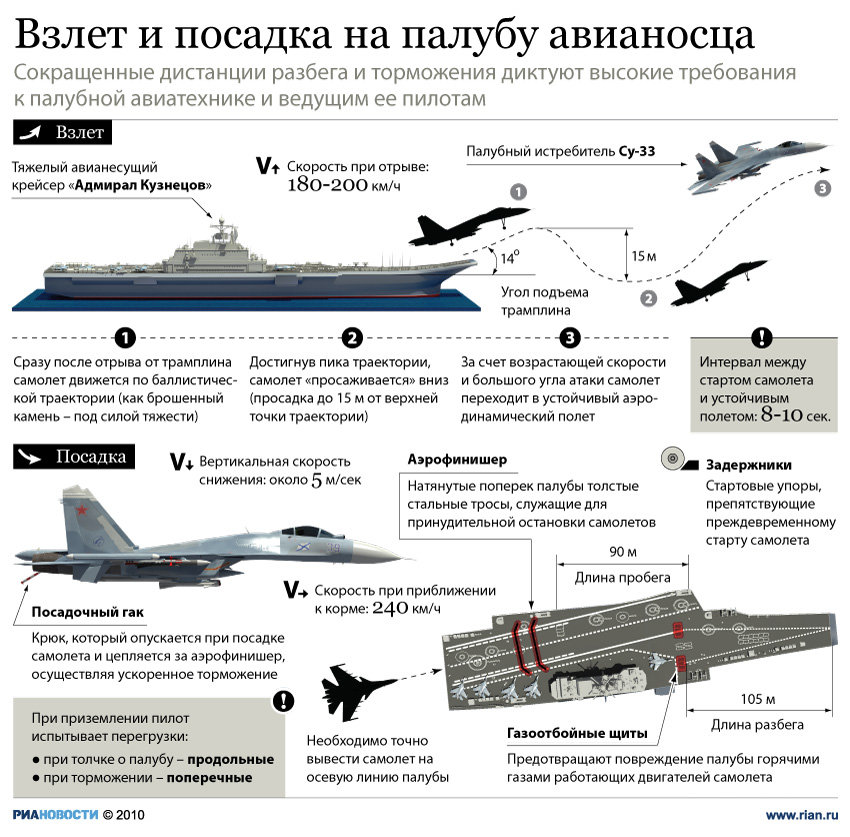 Взлет и посадка на палубу авианосца
Сокращенные дистанции разбега и торможения диктуют высокие требования
к палубной авиатехнике и ведущим ее пилотам
Взлет
Тяжелый авианесущий
крейсер «Адмирал Кузнецов»
V
Скорость при отрыве:
180-200 км/ч
Палубный истребитель Су-33
1
3
14°
15 м
Угол подъема
трамплина
2
1
Сразу после отрыва от трамплина
самолет движется по баллистичес-
кой траектории (как брошенный
камень – под силой тяжести)
2
Достигнув пика траектории,
самолет «просаживается» вниз
(просадка до 15 м от верхней
точки траектории)
3
За счет возрастающей скорости
и большого угла атаки самолет
переходит в устойчивый аэро-
динамический полет
!
Интервал между
стартом самолета
и устойчивым
полетом: 8-10 сек.
Посадка
V
Вертикальная скорость
снижения: около 5 м/сек
Аэрофинишер
Натянутые поперек палубы толстые
стальные тросы, служащие для
принудительной остановки самолетов
Задержники
Стартовые упоры,
препятствующие
преждевременному
старту самолета
90 м
Длина пробега
Посадочный гак
Крюк, который опускается при посадке
самолета и цепляется за аэрофинишер,
осуществляя ускоренное торможение
V
Скорость при приближении
к корме: 240 км/ч
105 м
Длина разбега
!
При приземлении пилот
испытывает перегрузки:
● при толчке о палубу – продольные
● при торможении – поперечные
Необходимо точно
вывести самолет на
осевую линию палубы
Газоотбойные щиты
Предотвращают повреждение палубы горячими
газами работающих двигателей самолета
РИАНОВОСТИ © 2010
www.rian.ru